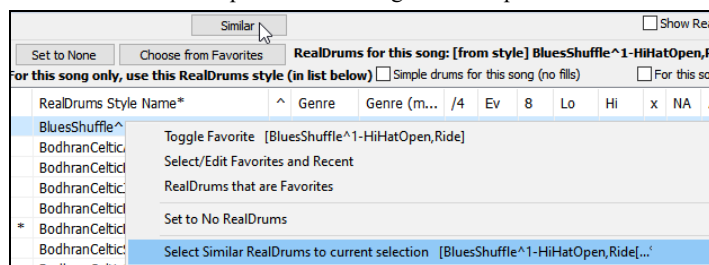 Similar
Show Re
Set to None Choose from Favorites RealDrums for this song: [from style] BluesShuffle^1-HiHatOpen,
For this song only, use this RealDrums style (in list below) Simple drums for this song (no fills) For this so
RealDrums Style Name* ^ Genre Genre (m... /4 Ev 8 Lo Hi x NA
BluesShuffle^
Toggle Favorite [BluesShuffle^1-HiHatOpen,Ride]
BodhranCeltic
Select/Edit Favorites and Recent
BodhranCeltic
RealDrums that are Favorites
BodhranCeltic
BodhranCeltic
Set to No RealDrums
* BodhranCeltic
BodhranCeltic
Select Similar RealDrums to current selection [BluesShuffle^1-HiHatOpen,Ride[...